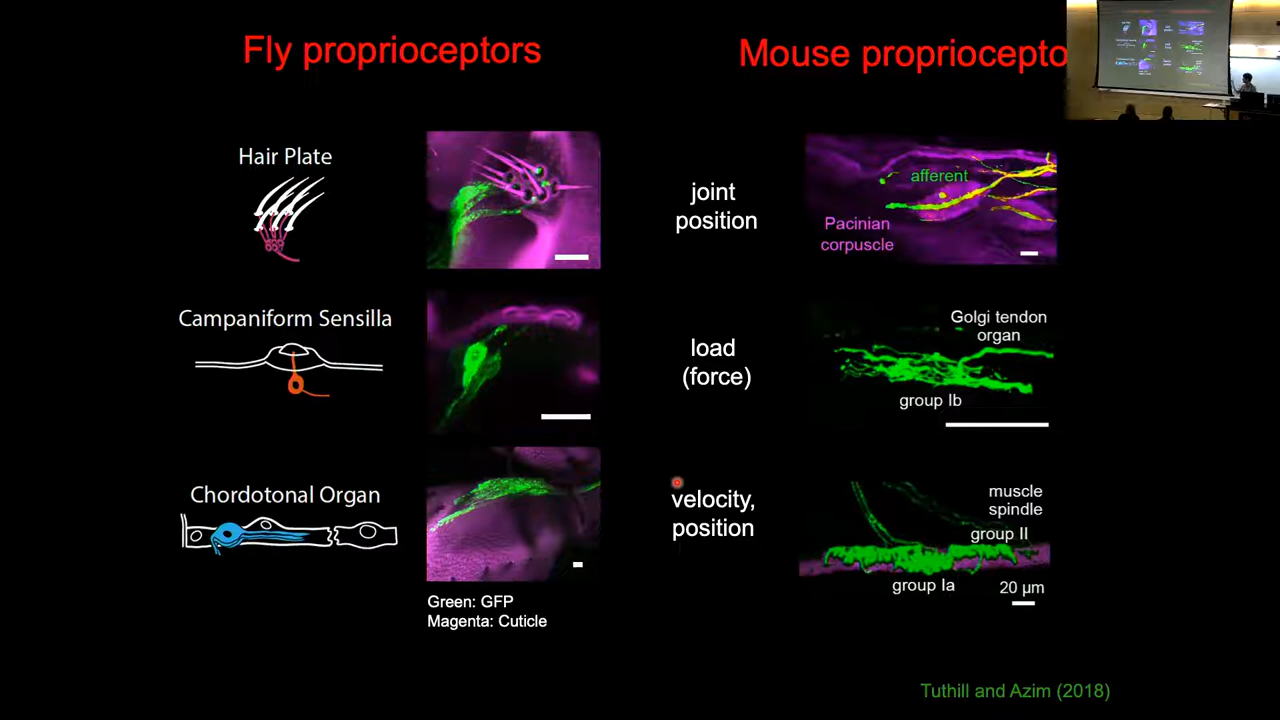 Fly proprioceptors
Mouse propriocepto
Hair Plate
joint
position
afferent
Pacinian
corpuscle
Campaniform Sensilla
load
(force)
Golgi tendon
organ
group Ib
Chordotonal Organ
velocity,
position
muscle
spindle
group II
group Ia
20 µm
Green: GFP
Magenta: Cuticle
Tuthill and Azim (2018)